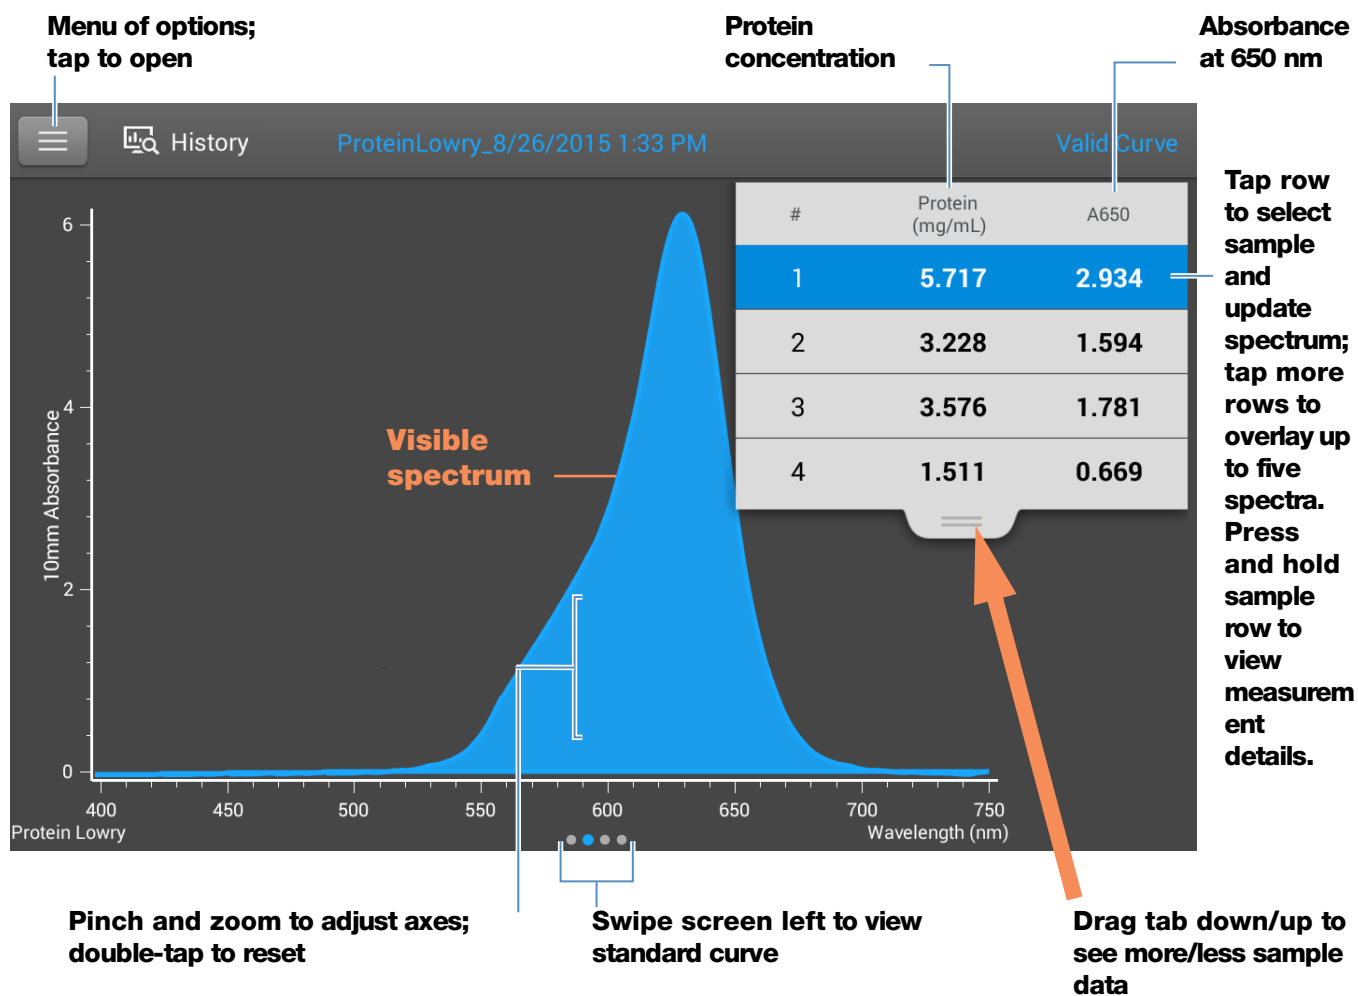 Menu of options;
tap to open
Protein
concentration
Absorbance
at 650 nm
History
ProteinLowry_8/26/2015 1:33 PM
Valid Curve
# Protein (mg/mL) A650
1 5.717 2.934
2 3.228 1.594
3 3.576 1.781
4 1.511 0.669
Tap row
to select
sample
and
update
spectrum;
tap more
rows to
overlay up
to five
spectra.
Press
and hold
sample
row to
view
measurem
ent
details.
6
4
2
0
10mm Absorbance
Visible
spectrum
400 450 500 550 600 650 700 750
Protein Lowry
Wavelength (nm)
Pinch and zoom to adjust axes;
double-tap to reset
Swipe screen left to view
standard curve
Drag tab down/up to
see more/less sample
data